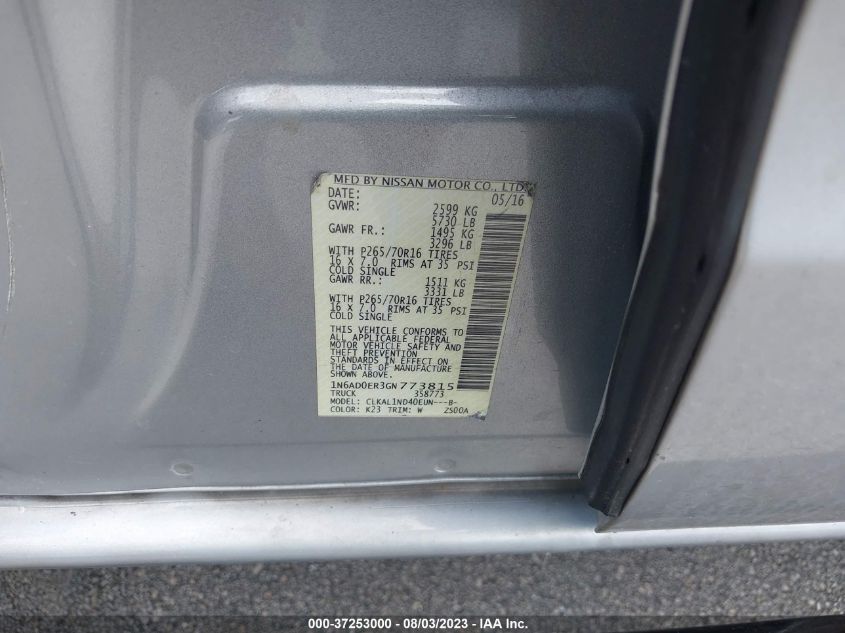 MFD BY NISSAN MOTOR CO., LTD
DATE: 05/16
GVWR: 2599 KG
5730 LB
GAWR FR.: 1495 KG
3296 LB
WITH P265/70R16 TIRES
16 X 7.0 RIMS AT 35 PSI
COLD SINGLE
GAWR RR.: 1511 KG
3331 LB
WITH P265/70R16 TIRES
16 X 7.0 RIMS AT 35 PSI
COLD SINGLE
THIS VEHICLE CONFORMS TO
ALL APPLICABLE FEDERAL
MOTOR VEHICLE SAFETY AND
THEFT PREVENTION
STANDARDS IN EFFECT ON
THE DATE OF MANUFACTURE
SHOWN ABOVE.
1N6AD0ER3GN773815
TRUCK 358773
MODEL: CLKAL1ND40EUN---B-
COLOR: K23 TRIM: W ZS00A
000-37253000 - 08/03/2023 - IAAI Inc.